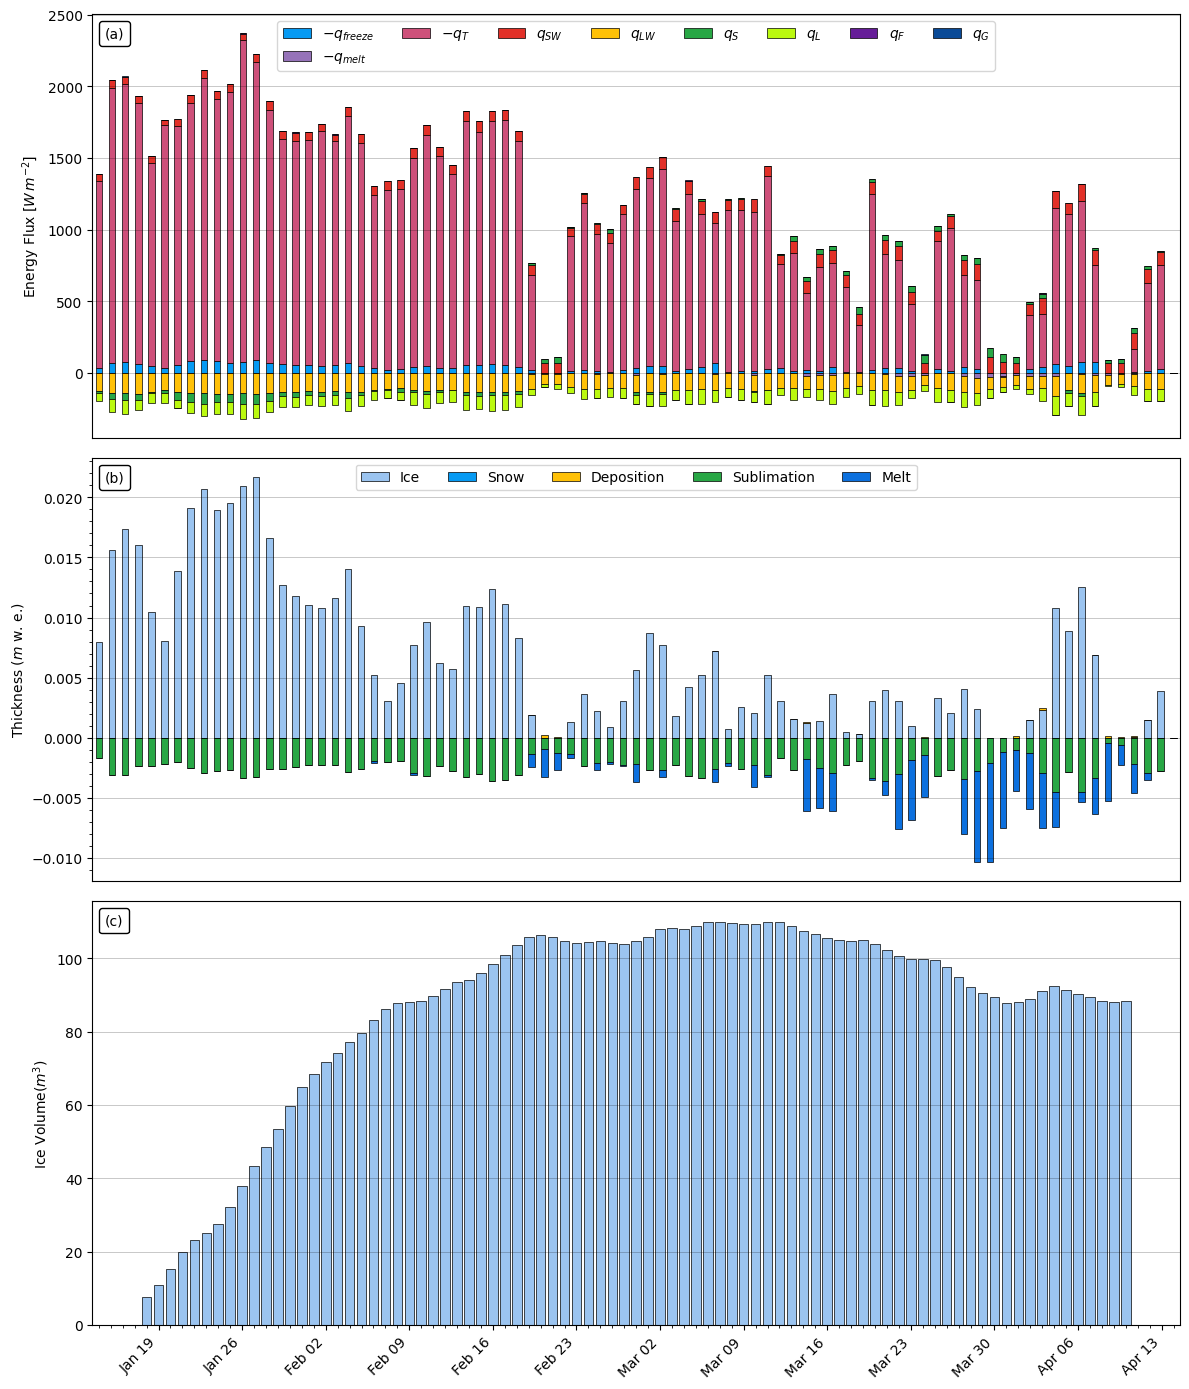 (a)
−q_freeze −q_T q_SW q_LW q_S q_L q_F q_G
−q_melt
2500
2000
1500
1000
500
0
Energy Flux [W m⁻²]
(b)
Ice Snow Deposition Sublimation Melt
0.020
0.015
0.010
0.005
0.000
−0.005
−0.010
Thickness (m w. e.)
(c)
100
80
60
40
20
0
Ice Volume(m³)
Jan 19 Jan 26 Feb 02 Feb 09 Feb 16 Feb 23 Mar 02 Mar 09 Mar 16 Mar 23 Mar 30 Apr 06 Apr 13